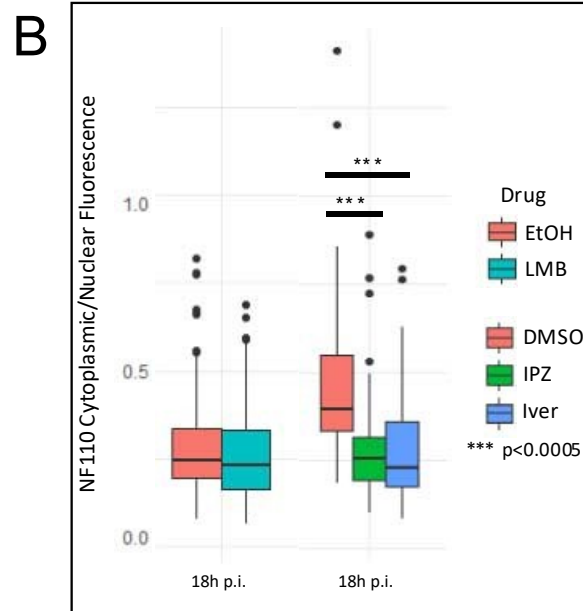 B
NF110 Cytoplasmic/Nuclear Fluorescence
1.0
0.5
0.0
***
***
18h p.i.
18h p.i.
Drug
EtOH
LMB
DMSO
IPZ
Iver
*** p<0.0005